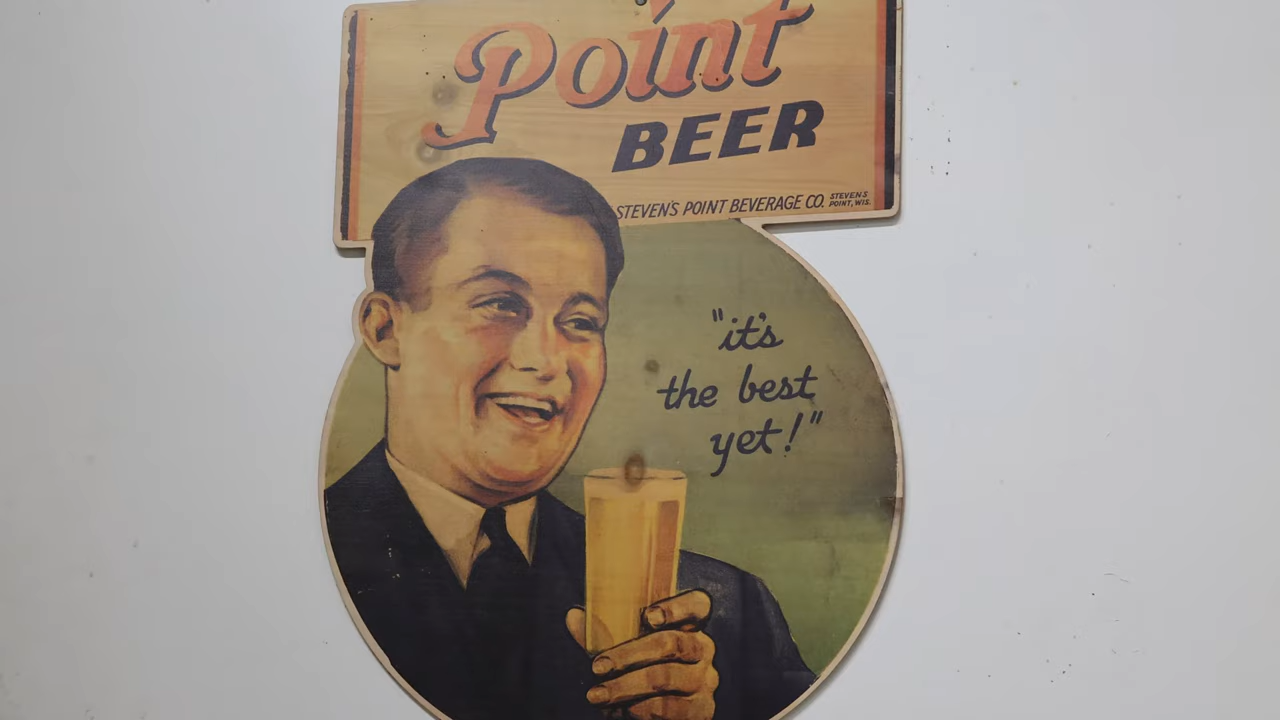 Point
BEER
STEVEN'S POINT BEVERAGE CO. STEVENS
POINT, WIS.
"it's
the best
yet!"